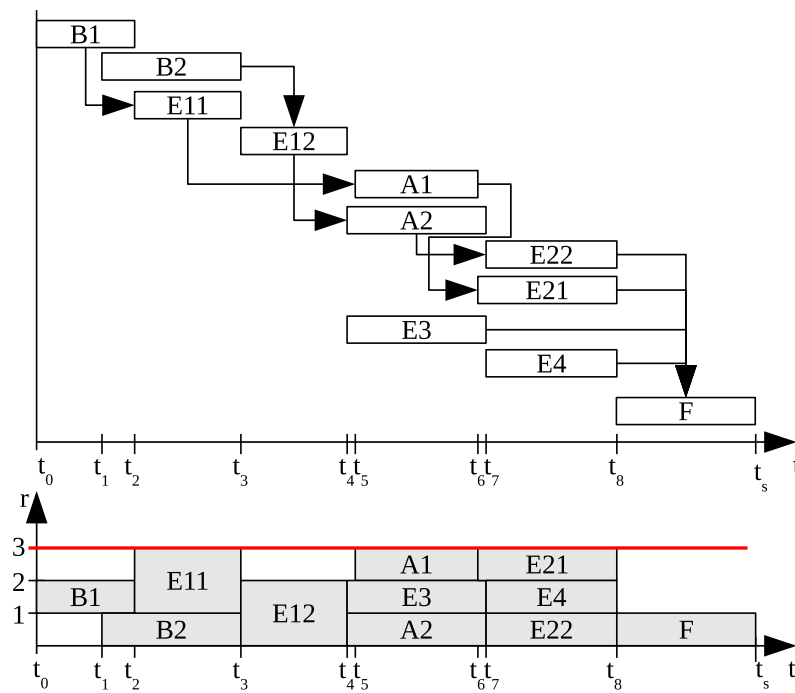 B1
B2
E11
E12
A1
A2
E22
E21
E3
E4
F
t0 t1 t2 t3 t4 t5 t6 t7 t8 ts t
r
3
E11 A1 E21
2
B1 E12 E3 E4
1
B2 A2 E22 F
t0 t1 t2 t3 t4 t5 t6 t7 t8 ts t